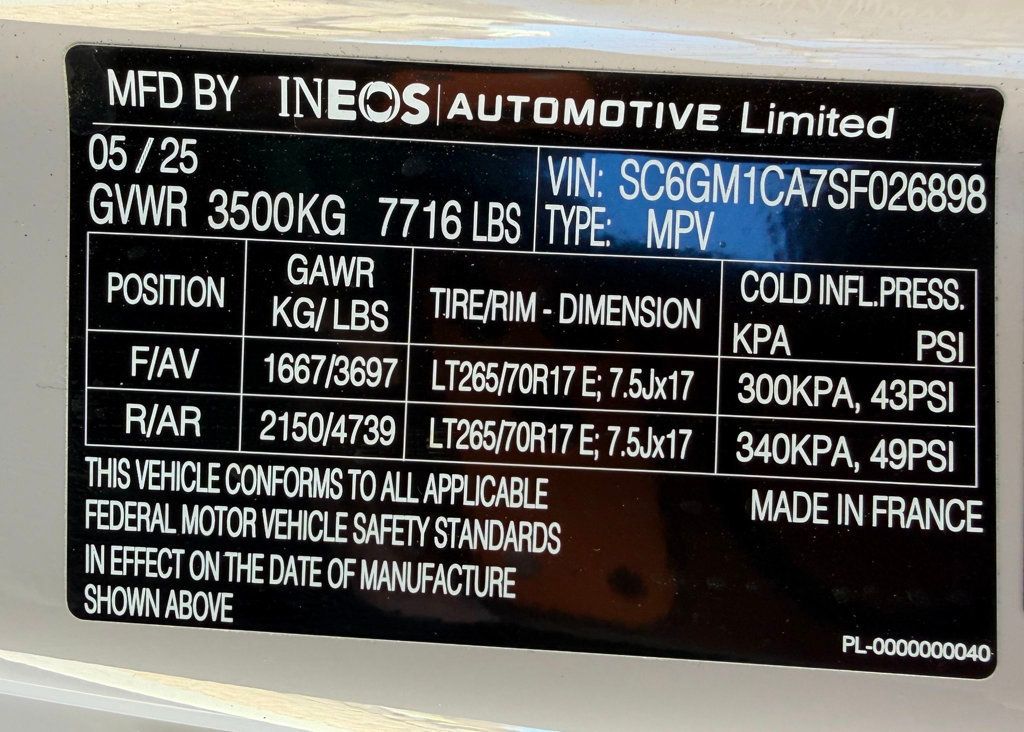 MFD BY INEOS | AUTOMOTIVE Limited
05 / 25
GVWR 3500KG 7716 LBS
VIN: SC6GM1CA7SF026898
TYPE: MPV
POSITION GAWR KG/ LBS TIRE/RIM - DIMENSION COLD INFL.PRESS. KPA PSI
F/AV 1667/3697 LT265/70R17 E; 7.5Jx17 300KPA, 43PSI
R/AR 2150/4739 LT265/70R17 E; 7.5Jx17 340KPA, 49PSI
THIS VEHICLE CONFORMS TO ALL APPLICABLE
FEDERAL MOTOR VEHICLE SAFETY STANDARDS
IN EFFECT ON THE DATE OF MANUFACTURE
SHOWN ABOVE
MADE IN FRANCE
PL-0000000040